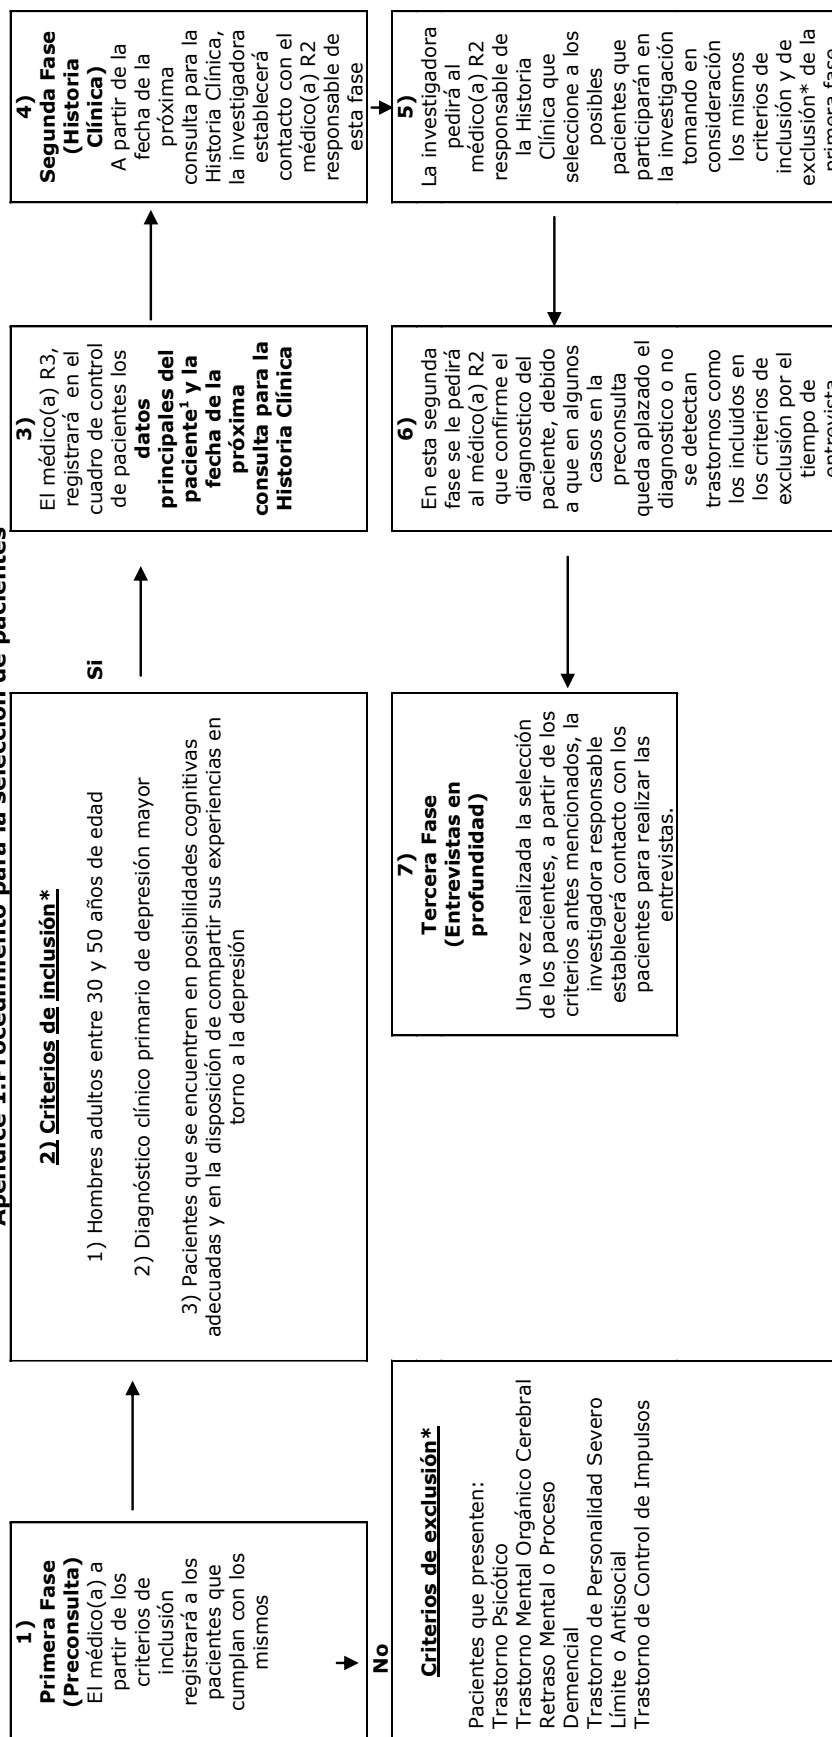 Apéndice 1.Procedimiento para la selección de pacientes
1)
Primera Fase
(Preconsulta)
El médico(a) a
partir de los
criterios de
inclusión
registrará a los
pacientes que
cumplan con los
mismos
No
Criterios de exclusión*
Pacientes que presenten:
Trastorno Psicótico
Trastorno Mental Orgánico Cerebral
Retraso Mental o Proceso
Demencial
Trastorno de Personalidad Severo
Límite o Antisocial
Trastorno de Control de Impulsos
2) Criterios de inclusión*
1) Hombres adultos entre 30 y 50 años de edad
2) Diagnóstico clínico primario de depresión mayor
3) Pacientes que se encuentren en posibilidades cognitivas
adecuadas y en la disposición de compartir sus experiencias en
torno a la depresión
Si
3)
El médico(a) R3,
registrará en el
cuadro de control
de pacientes los
datos
principales del
paciente¹ y la
fecha de la
próxima
consulta para la
Historia Clínica
4)
Segunda Fase
(Historia
Clínica)
A partir de la
fecha de la
próxima
consulta para la
Historia Clínica,
la investigadora
establecerá
contacto con el
médico(a) R2
responsable de
esta fase
5)
La investigadora
pedirá al
médico(a) R2
responsable de
la Historia
Clínica que
seleccione a los
posibles
pacientes que
participarán en
la investigación
tomando en
consideración
los mismos
criterios de
inclusión y de
exclusión* de la
primera fase
6)
En esta segunda
fase se le pedirá
al médico(a) R2
que confirme el
diagnostico del
paciente, debido
a que en algunos
casos en la
preconsulta
queda aplazado el
diagnostico o no
se detectan
trastornos como
los incluidos en
los criterios de
exclusión por el
tiempo de
entrevista
7)
Tercera Fase
(Entrevistas en
profundidad)
Una vez realizada la selección
de los pacientes, a partir de los
criterios antes mencionados, la
investigadora responsable
establecerá contacto con los
pacientes para realizar las
entrevistas.